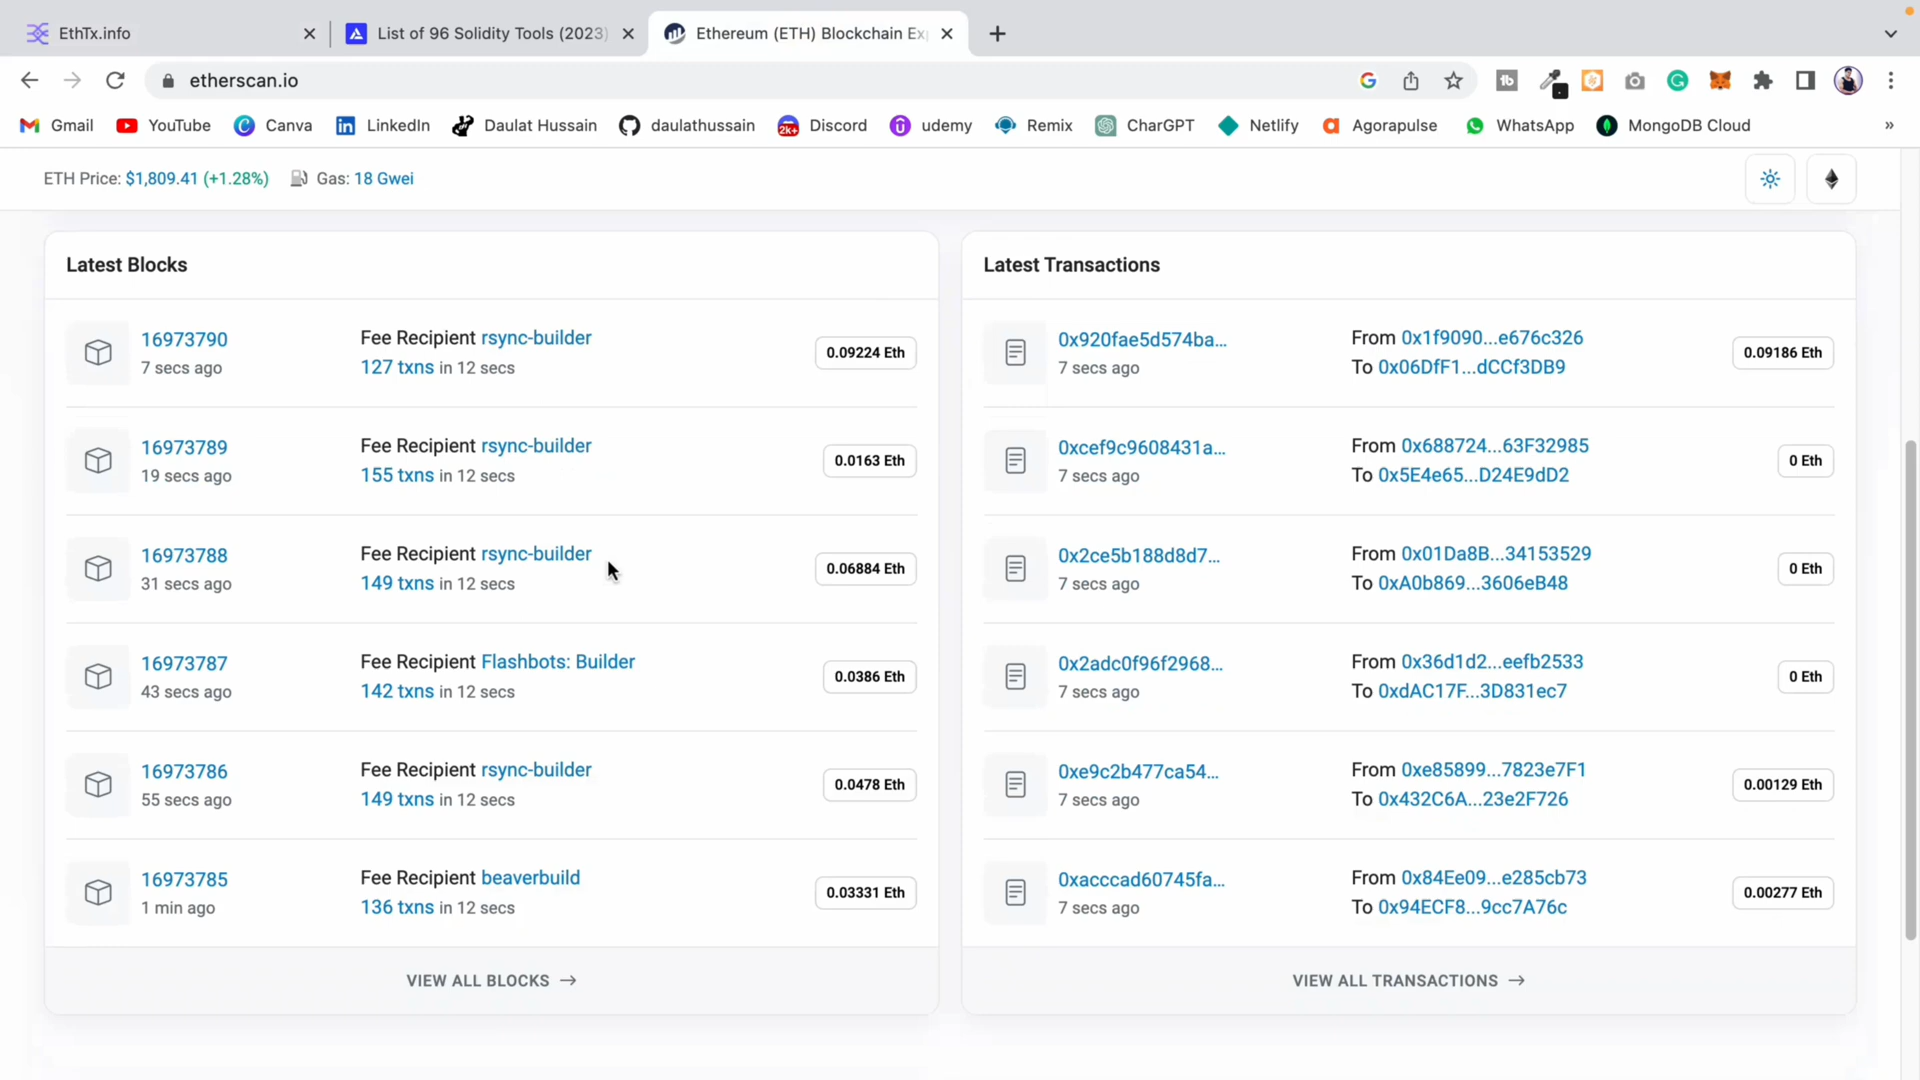 EthTx.info
List of 96 Solidity Tools (2023)
Ethereum (ETH) Blockchain Ex
etherscan.io
Gmail
YouTube
Canva
LinkedIn
Daulat Hussain
daulathussain
Discord
udemy
Remix
CharGPT
Netlify
Agorapulse
WhatsApp
MongoDB Cloud
»
ETH Price: $1,809.41 (+1.28%)
Gas: 18 Gwei
Latest Blocks
16973790
7 secs ago
Fee Recipient rsync-builder
127 txns in 12 secs
0.09224 Eth
16973789
19 secs ago
Fee Recipient rsync-builder
155 txns in 12 secs
0.0163 Eth
16973788
31 secs ago
Fee Recipient rsync-builder
149 txns in 12 secs
0.06884 Eth
16973787
43 secs ago
Fee Recipient Flashbots: Builder
142 txns in 12 secs
0.0386 Eth
16973786
55 secs ago
Fee Recipient rsync-builder
149 txns in 12 secs
0.0478 Eth
16973785
1 min ago
Fee Recipient beaverbuild
136 txns in 12 secs
0.03331 Eth
VIEW ALL BLOCKS →
Latest Transactions
0x920fae5d574ba...
7 secs ago
From 0x1f9090...e676c326
To 0x06DfF1...dCCf3DB9
0.09186 Eth
0xcef9c9608431a...
7 secs ago
From 0x688724...63F32985
To 0x5E4e65...D24E9dD2
0 Eth
0x2ce5b188d8d7...
7 secs ago
From 0x01Da8B...34153529
To 0xA0b869...3606eB48
0 Eth
0x2adc0f96f2968...
7 secs ago
From 0x36d1d2...eefb2533
To 0xdAC17F...3D831ec7
0 Eth
0xe9c2b477ca54...
7 secs ago
From 0xe85899...7823e7F1
To 0x432C6A...23e2F726
0.00129 Eth
0xacccad60745fa...
7 secs ago
From 0x84Ee09...e285cb73
To 0x94ECF8...9cc7A76c
0.00277 Eth
VIEW ALL TRANSACTIONS →